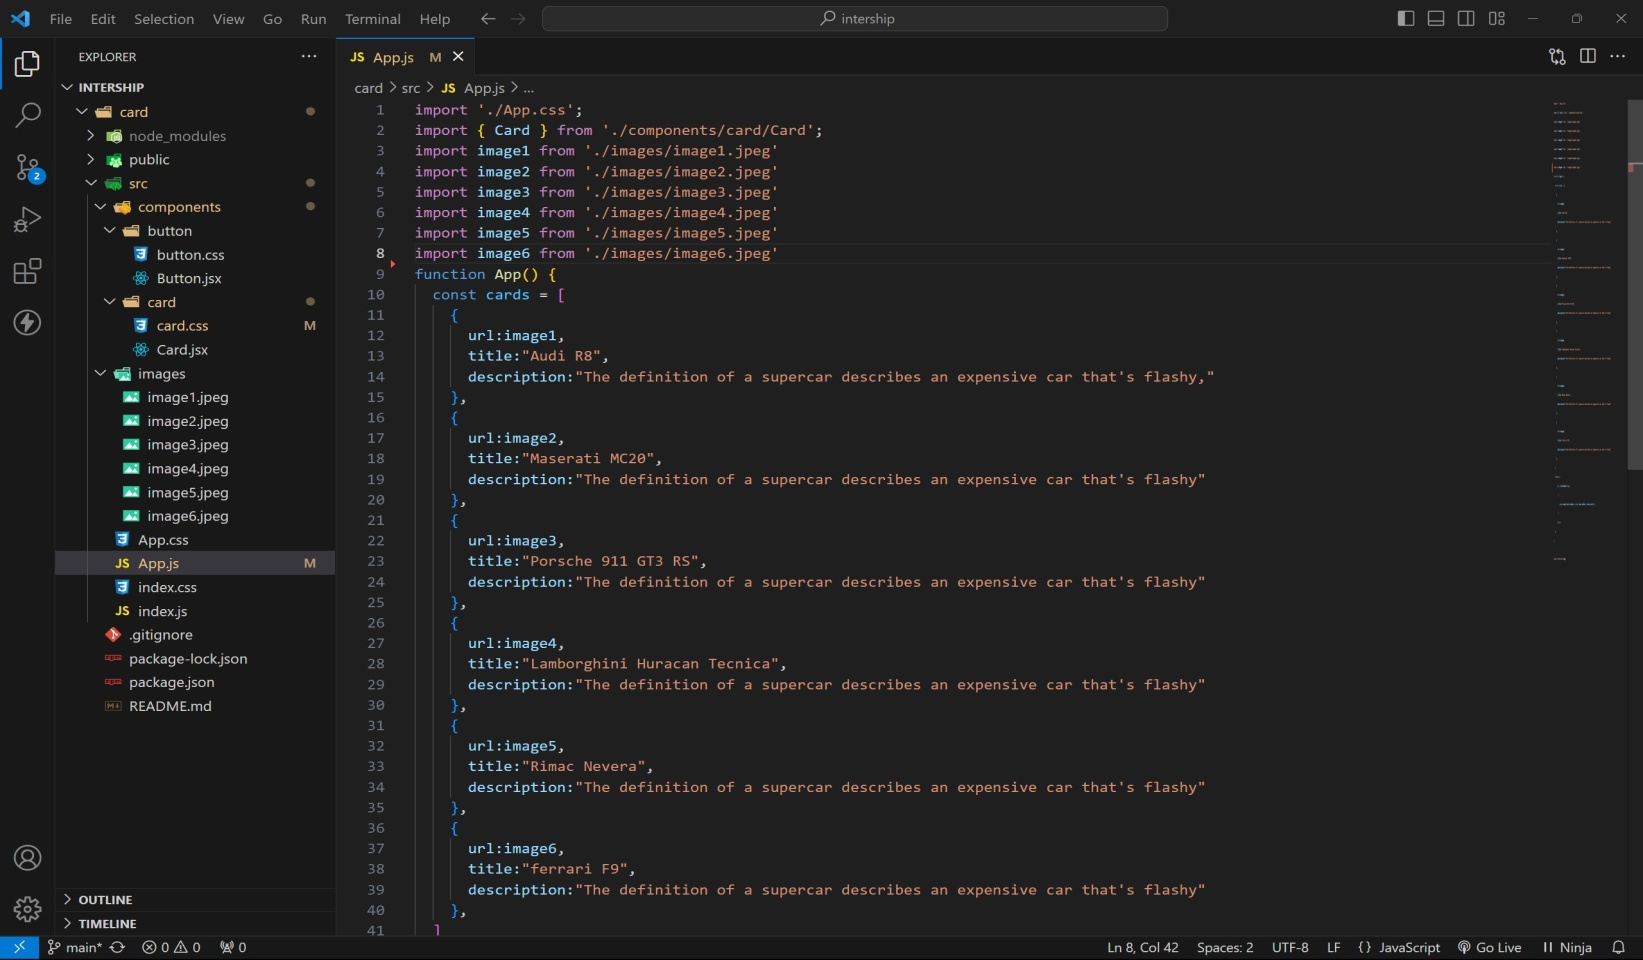 File Edit Selection View Go Run Terminal Help intership
EXPLORER
INTERSHIP
card
node_modules
public
src
components
button
button.css
Button.jsx
card
card.css M
Card.jsx
images
image1.jpeg
image2.jpeg
image3.jpeg
image4.jpeg
image5.jpeg
image6.jpeg
App.css
JS App.js M
index.css
JS index.js
.gitignore
package-lock.json
package.json
README.md
OUTLINE
TIMELINE
2
JS App.js M
card > src > JS App.js > ...
1 import './App.css';
2 import { Card } from './components/card/Card';
3 import image1 from './images/image1.jpeg'
4 import image2 from './images/image2.jpeg'
5 import image3 from './images/image3.jpeg'
6 import image4 from './images/image4.jpeg'
7 import image5 from './images/image5.jpeg'
8 import image6 from './images/image6.jpeg'
9 function App() {
10 const cards = [
11 {
12 url:image1,
13 title:"Audi R8",
14 description:"The definition of a supercar describes an expensive car that's flashy,"
15 },
16 {
17 url:image2,
18 title:"Maserati MC20",
19 description:"The definition of a supercar describes an expensive car that's flashy"
20 },
21 {
22 url:image3,
23 title:"Porsche 911 GT3 RS",
24 description:"The definition of a supercar describes an expensive car that's flashy"
25 },
26 {
27 url:image4,
28 title:"Lamborghini Huracan Tecnica",
29 description:"The definition of a supercar describes an expensive car that's flashy"
30 },
31 {
32 url:image5,
33 title:"Rimac Nevera",
34 description:"The definition of a supercar describes an expensive car that's flashy"
35 },
36 {
37 url:image6,
38 title:"ferrari F9",
39 description:"The definition of a supercar describes an expensive car that's flashy"
40 },
41 ]
main* 0 0 0 Ln 8, Col 42 Spaces: 2 UTF-8 LF {} JavaScript Go Live Ninja